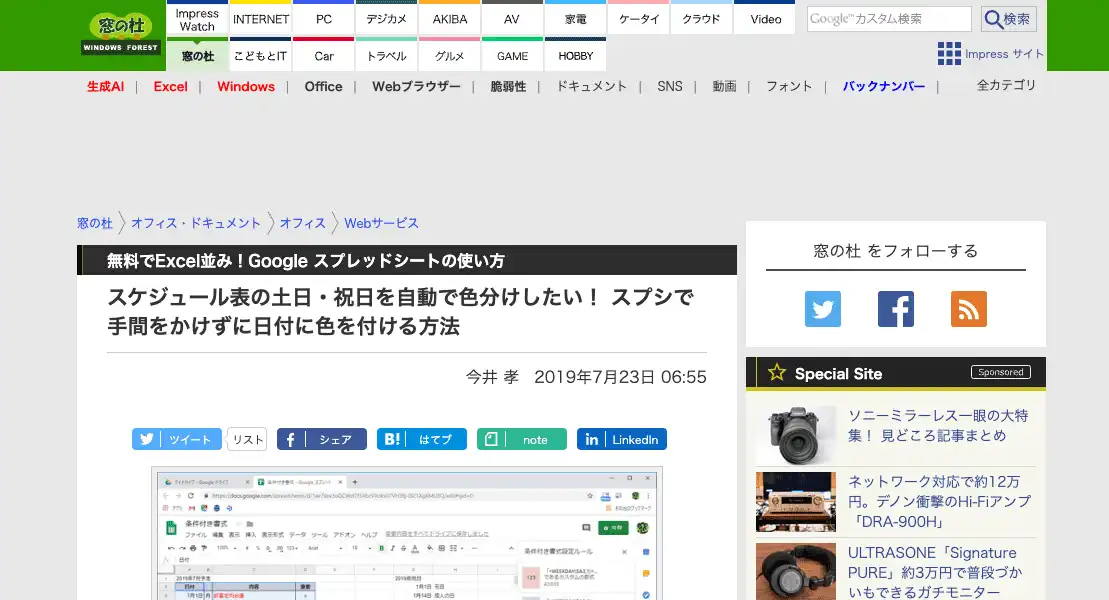 窓の杜
WINDOWS FOREST
Impress Watch
INTERNET
PC
デジカメ
AKIBA
AV
家電
ケータイ
クラウド
Video
Google™カスタム検索
検索
窓の杜
こどもとIT
Car
トラベル
グルメ
GAME
HOBBY
Impress サイト
生成AI | Excel | Windows | Office | Webブラウザー | 脆弱性 | ドキュメント | SNS | 動画 | フォント | バックナンバー | 全カテゴリ
窓の杜 〉 オフィス・ドキュメント 〉 オフィス 〉 Webサービス
無料でExcel並み！Google スプレッドシートの使い方
スケジュール表の土日・祝日を自動で色分けしたい！ スプシで
手間をかけずに日付に色を付ける方法
今井 孝 2019年7月23日 06:55
ツイート
リスト
シェア
B! はてブ
note
in LinkedIn
条件付き書式
窓の杜 をフォローする
Special Site
Sponsored
ソニーミラーレス一眼の大特
集！ 見どころ記事まとめ
ネットワーク対応で約12万
円。デノン衝撃のHi-Fiアンプ
「DRA-900H」
ULTRASONE「Signature
PURE」約3万円で普段づか
いもできるガチモニター